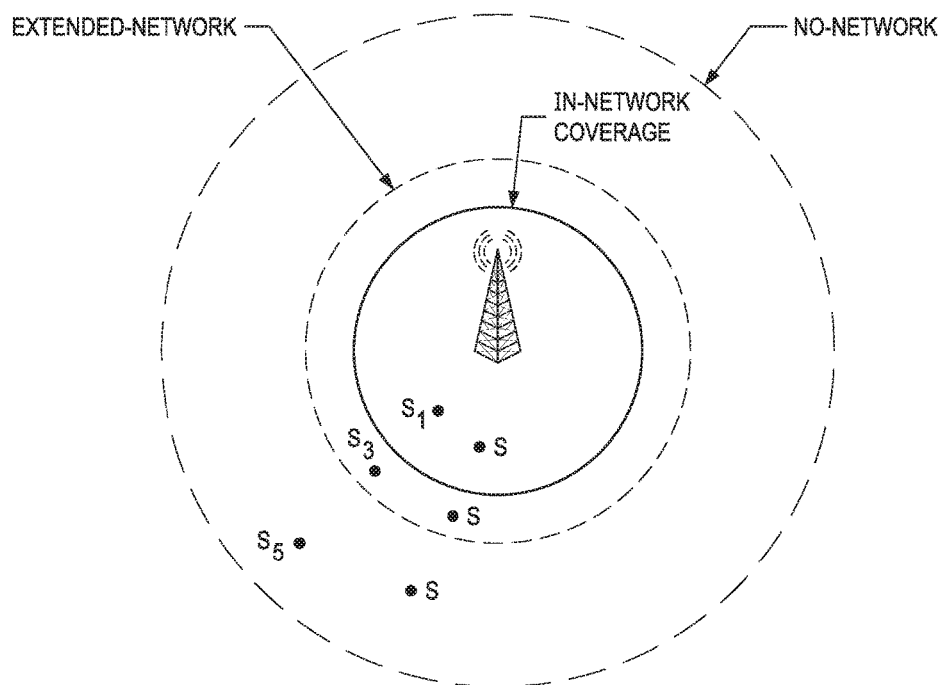 EXTENDED-NETWORK
NO-NETWORK
IN-NETWORK
COVERAGE
S1
S
S3
S
S5
S